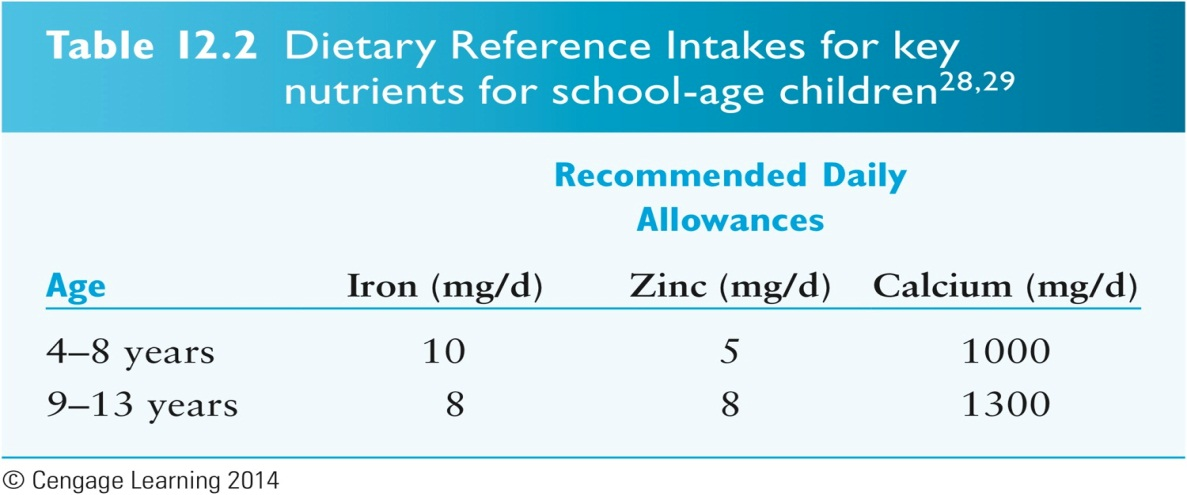 Table 12.2 Dietary Reference Intakes for key
nutrients for school-age children28,29
Recommended Daily
Allowances
Age Iron (mg/d) Zinc (mg/d) Calcium (mg/d)
4–8 years 10 5 1000
9–13 years 8 8 1300
© Cengage Learning 2014